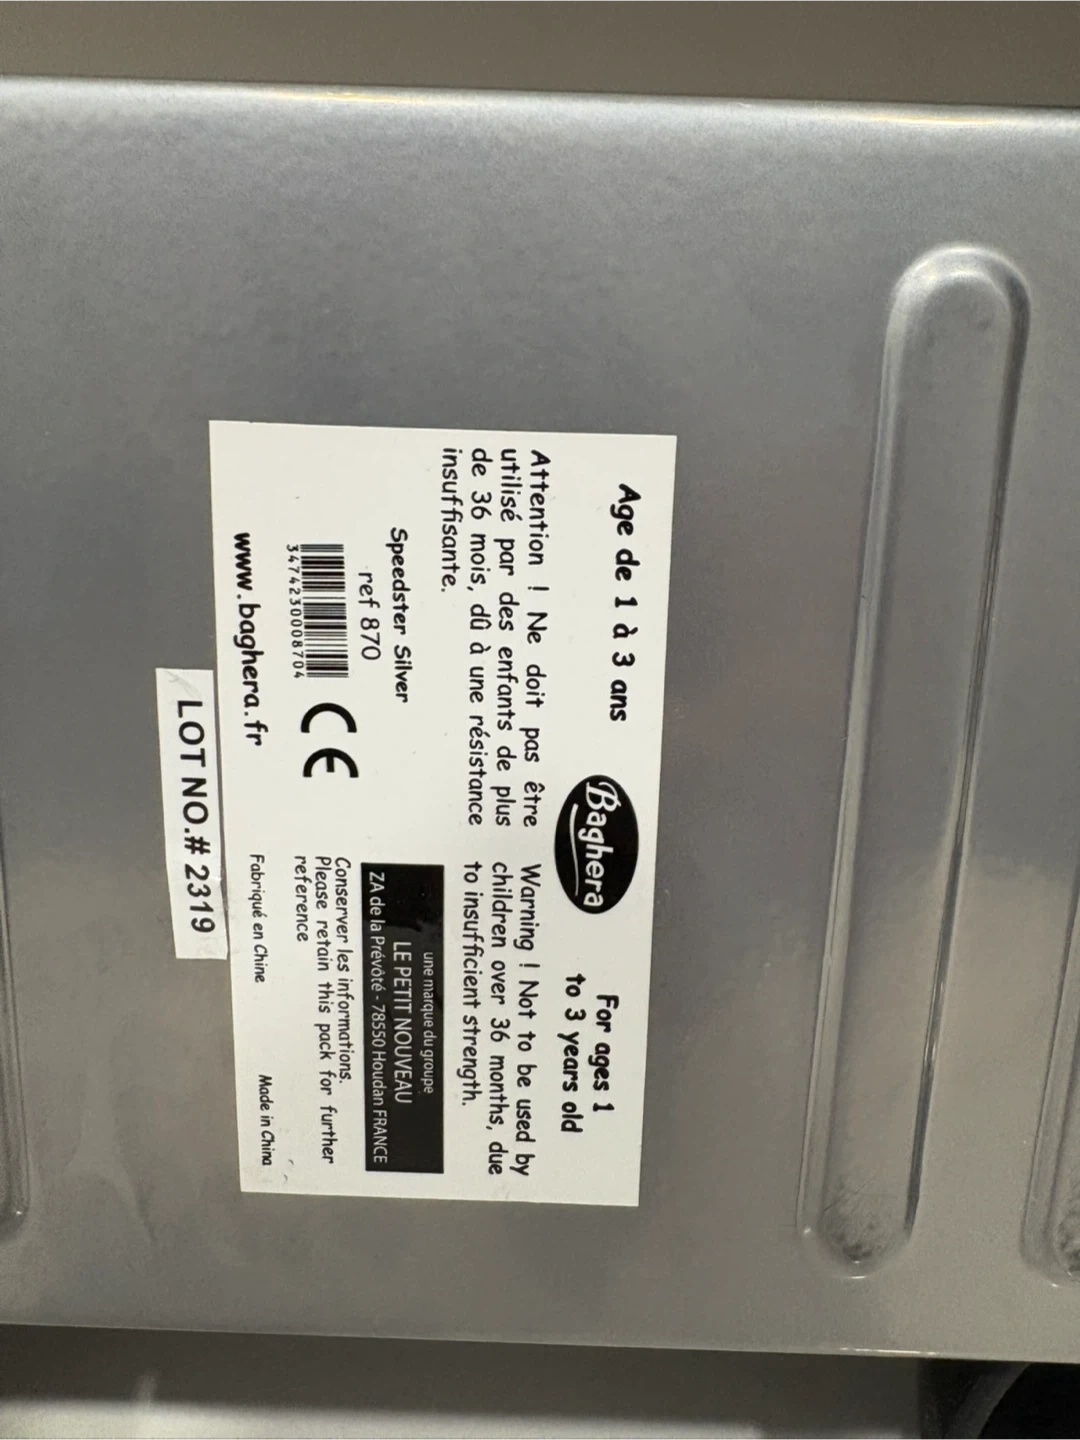 Age de 1 à 3 ans
Baghera
For ages 1
to 3 years old
Attention ! Ne doit pas être
utilisé par des enfants de plus
de 36 mois, dû à une résistance
insuffisante.
Warning ! Not to be used by
children over 36 months, due
to insufficient strength.
Speedster Silver
ref 870
3474230008704
CE
www.baghera.fr
une marque du groupe
LE PETIT NOUVEAU
ZA de la Prévôté - 78550 Houdan FRANCE
Conserver les informations.
Please retain this pack for further
reference
Fabriqué en Chine
Made in China
LOT NO.# 2319